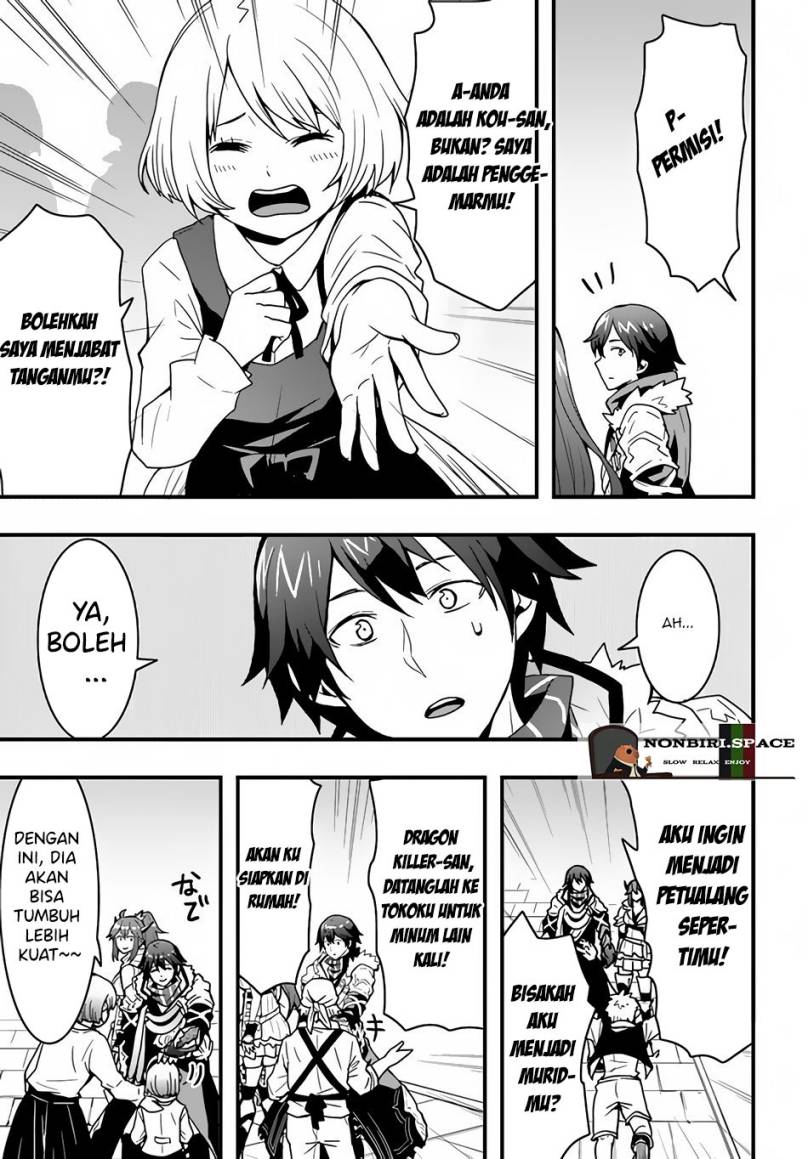 P-
PERMISI!
A-ANDA
ADALAH KOU-SAN,
BUKAN? SAYA
ADALAH PENGGE-
MARMU!
BOLEHKAH
SAYA MENJABAT
TANGANMU?!
AH...
YA,
BOLEH
...
NONBIRI.SPACE
SLOW RELAX ENJOY
AKU INGIN
MENJADI
PETUALANG
SEPER-
TIMU!
BISAKAH
AKU
MENJADI
MURID-
MU?
DRAGON
KILLER-SAN,
DATANGLAH KE
TOKOKU UNTUK
MINUM LAIN
KALI!
AKAN KU
SIAPKAN DI
RUMAH!
DENGAN
INI, DIA
AKAN
BISA
TUMBUH
LEBIH
KUAT~~
なで